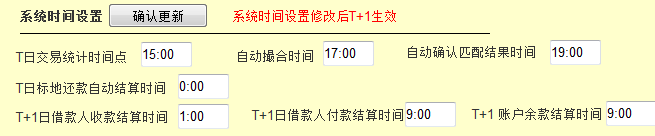 系统时间设置 确认更新 系统时间设置修改后T+1生效
T日交易统计时间点 15:00 自动撮合时间 17:00 自动确认匹配结果时间 19:00
T日标地还款自动结算时间 0:00
T+1日借款人收款结算时间 1:00 T+1日借款人付款结算时间 9:00 T+1 账户余款结算时间 9:00